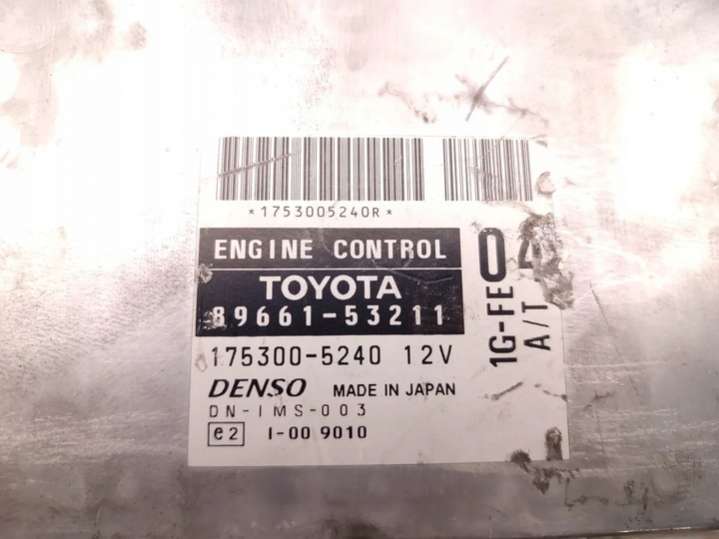 *1753005240R*
ENGINE CONTROL
TOYOTA
89661-53211
175300-5240 12V
DENSO MADE IN JAPAN
DN-IMS-003
e2 I-00 9010
04
1G-FE
A/T